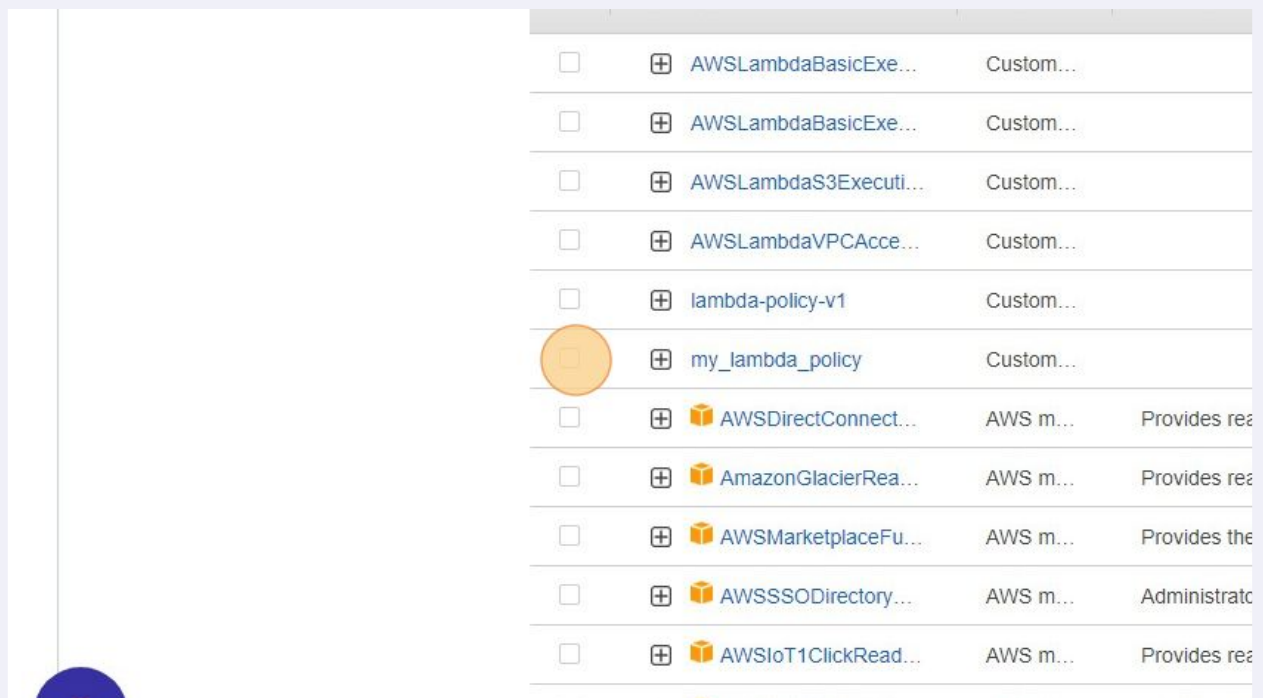 AWSLambdaBasicExe... Custom...
AWSLambdaBasicExe... Custom...
AWSLambdaS3Executi... Custom...
AWSLambdaVPCAcce... Custom...
lambda-policy-v1 Custom...
my_lambda_policy Custom...
AWSDirectConnect... AWS m... Provides rea
AmazonGlacierRea... AWS m... Provides rea
AWSMarketplaceFu... AWS m... Provides the
AWSSSODirectory... AWS m... Administrato
AWSIoT1ClickRead... AWS m... Provides rea